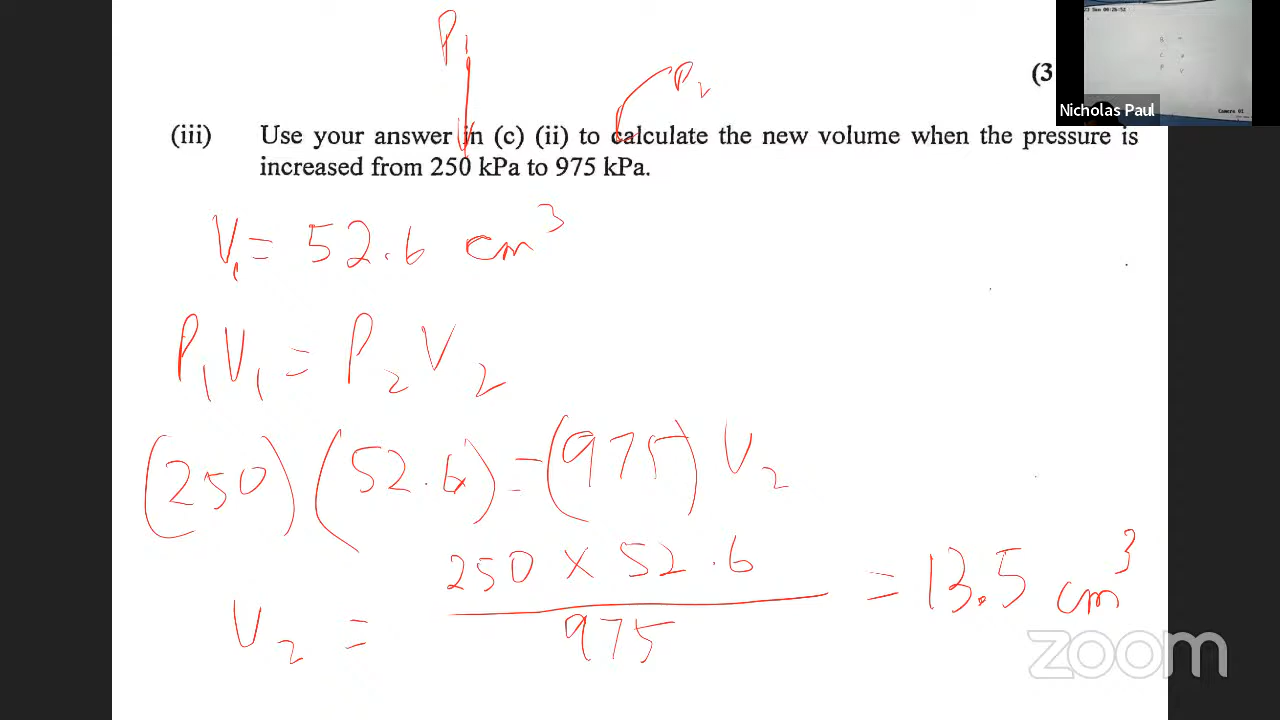 P₁
P₂
(3
Nicholas Paul
(iii) Use your answer in (c) (ii) to calculate the new volume when the pressure is
increased from 250 kPa to 975 kPa.
V₁ = 52.6 cm³
P₁V₁ = P₂V₂
(250)(52.6) = (975) V₂
V₂ = 250 × 52.6 / 975 = 13.5 cm³
zoom